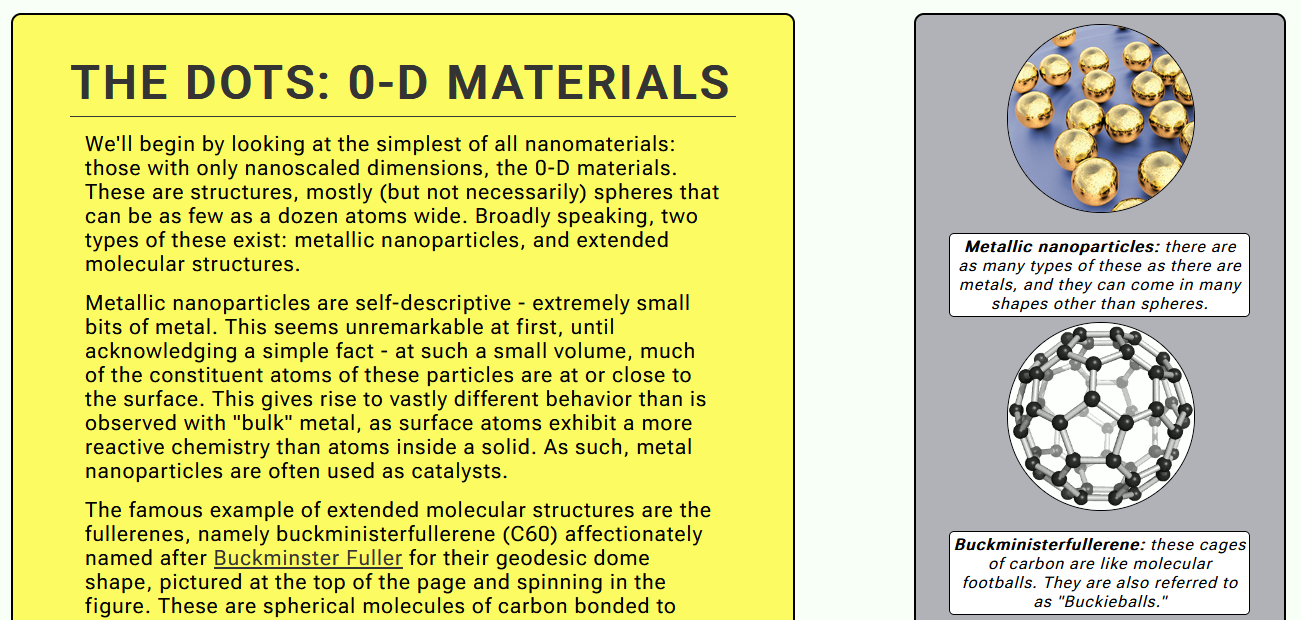 THE DOTS: 0-D MATERIALS
We'll begin by looking at the simplest of all nanomaterials:
those with only nanoscaled dimensions, the 0-D materials.
These are structures, mostly (but not necessarily) spheres that
can be as few as a dozen atoms wide. Broadly speaking, two
types of these exist: metallic nanoparticles, and extended
molecular structures.
Metallic nanoparticles are self-descriptive - extremely small
bits of metal. This seems unremarkable at first, until
acknowledging a simple fact - at such a small volume, much
of the constituent atoms of these particles are at or close to
the surface. This gives rise to vastly different behavior than is
observed with "bulk" metal, as surface atoms exhibit a more
reactive chemistry than atoms inside a solid. As such, metal
nanoparticles are often used as catalysts.
The famous example of extended molecular structures are the
fullerenes, namely buckministerfullerene (C60) affectionately
named after Buckminster Fuller for their geodesic dome
shape, pictured at the top of the page and spinning in the
figure. These are spherical molecules of carbon bonded to
Metallic nanoparticles: there are
as many types of these as there are
metals, and they can come in many
shapes other than spheres.
Buckministerfullerene: these cages
of carbon are like molecular
footballs. They are also referred to
as "Buckieballs."